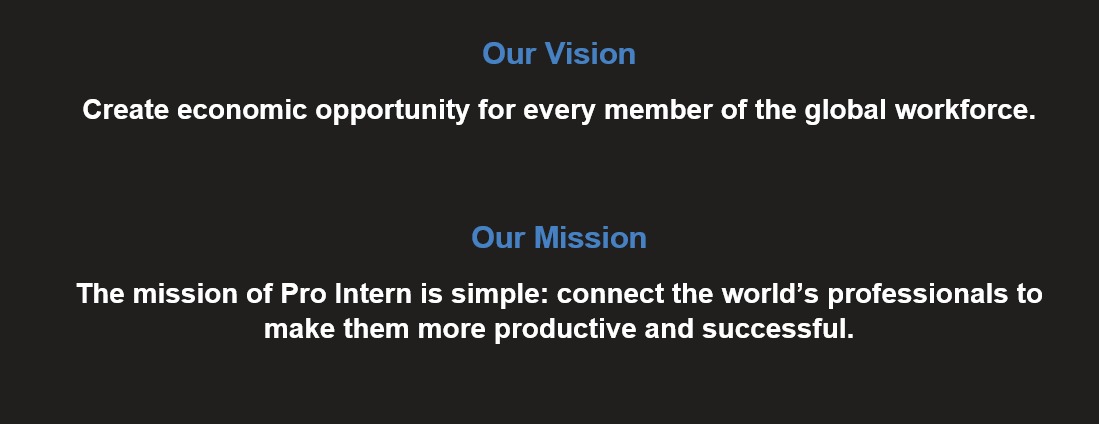 Our Vision
Create economic opportunity for every member of the global workforce.
Our Mission
The mission of Pro Intern is simple: connect the world’s professionals to
make them more productive and successful.